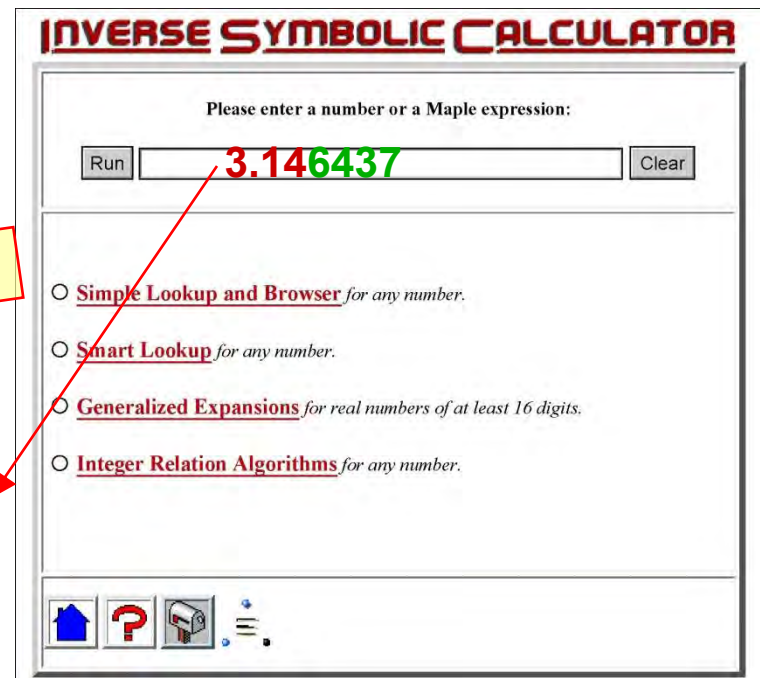 INVERSE SYMBOLIC CALCULATOR
Please enter a number or a Maple expression:
Run 3.146437 Clear
Simple Lookup and Browser for any number.
Smart Lookup for any number.
Generalized Expansions for real numbers of at least 16 digits.
Integer Relation Algorithms for any number.